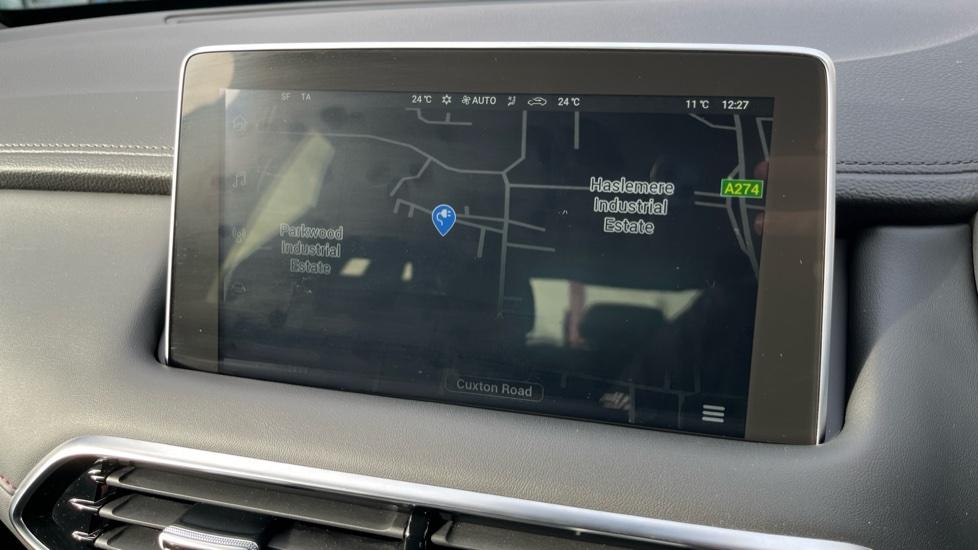 SF TA 24°C AUTO 24°C 11°C 12:27
Haslemere
Industrial
Estate
A274
Parkwood
Industrial
Estate
Cuxton Road